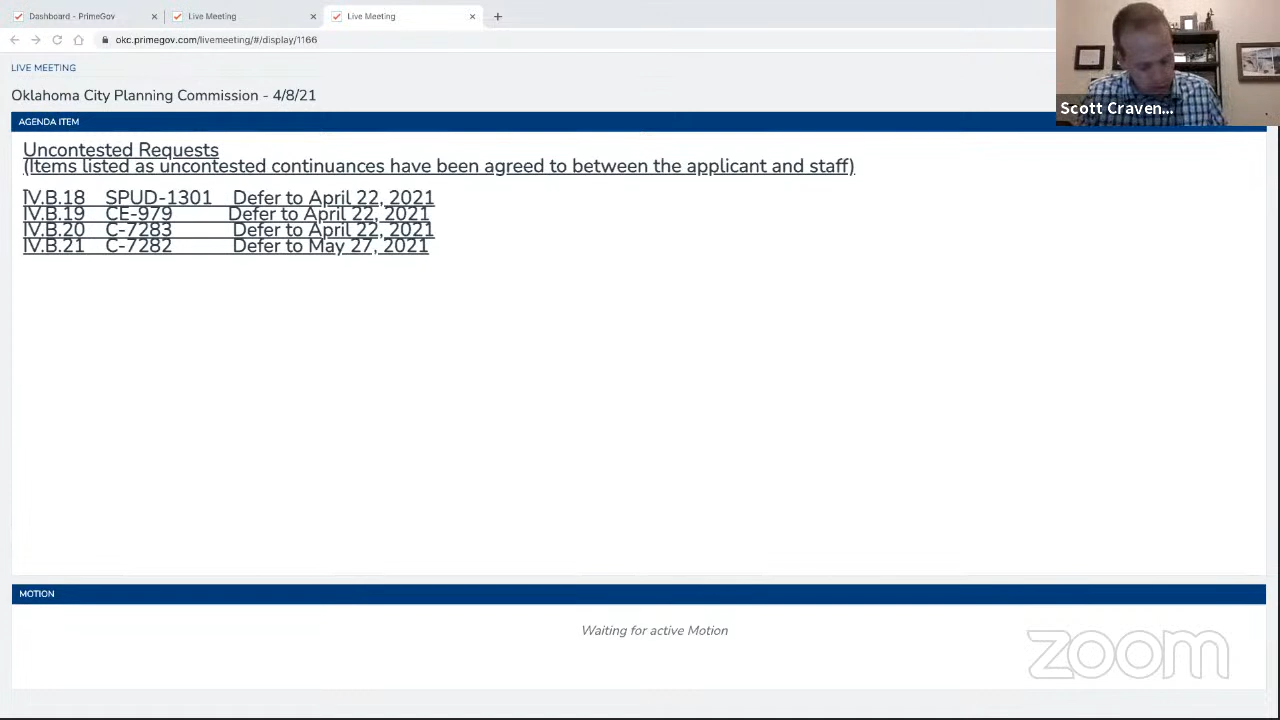 Dashboard - PrimeGov
Live Meeting
Live Meeting
okc.primegov.com/livemeeting/#/display/1166
LIVE MEETING
Oklahoma City Planning Commission - 4/8/21
Scott Craven...
AGENDA ITEM
Uncontested Requests
(Items listed as uncontested continuances have been agreed to between the applicant and staff)
IV.B.18 SPUD-1301 Defer to April 22, 2021
IV.B.19 CE-979 Defer to April 22, 2021
IV.B.20 C-7283 Defer to April 22, 2021
IV.B.21 C-7282 Defer to May 27, 2021
MOTION
Waiting for active Motion
zoom